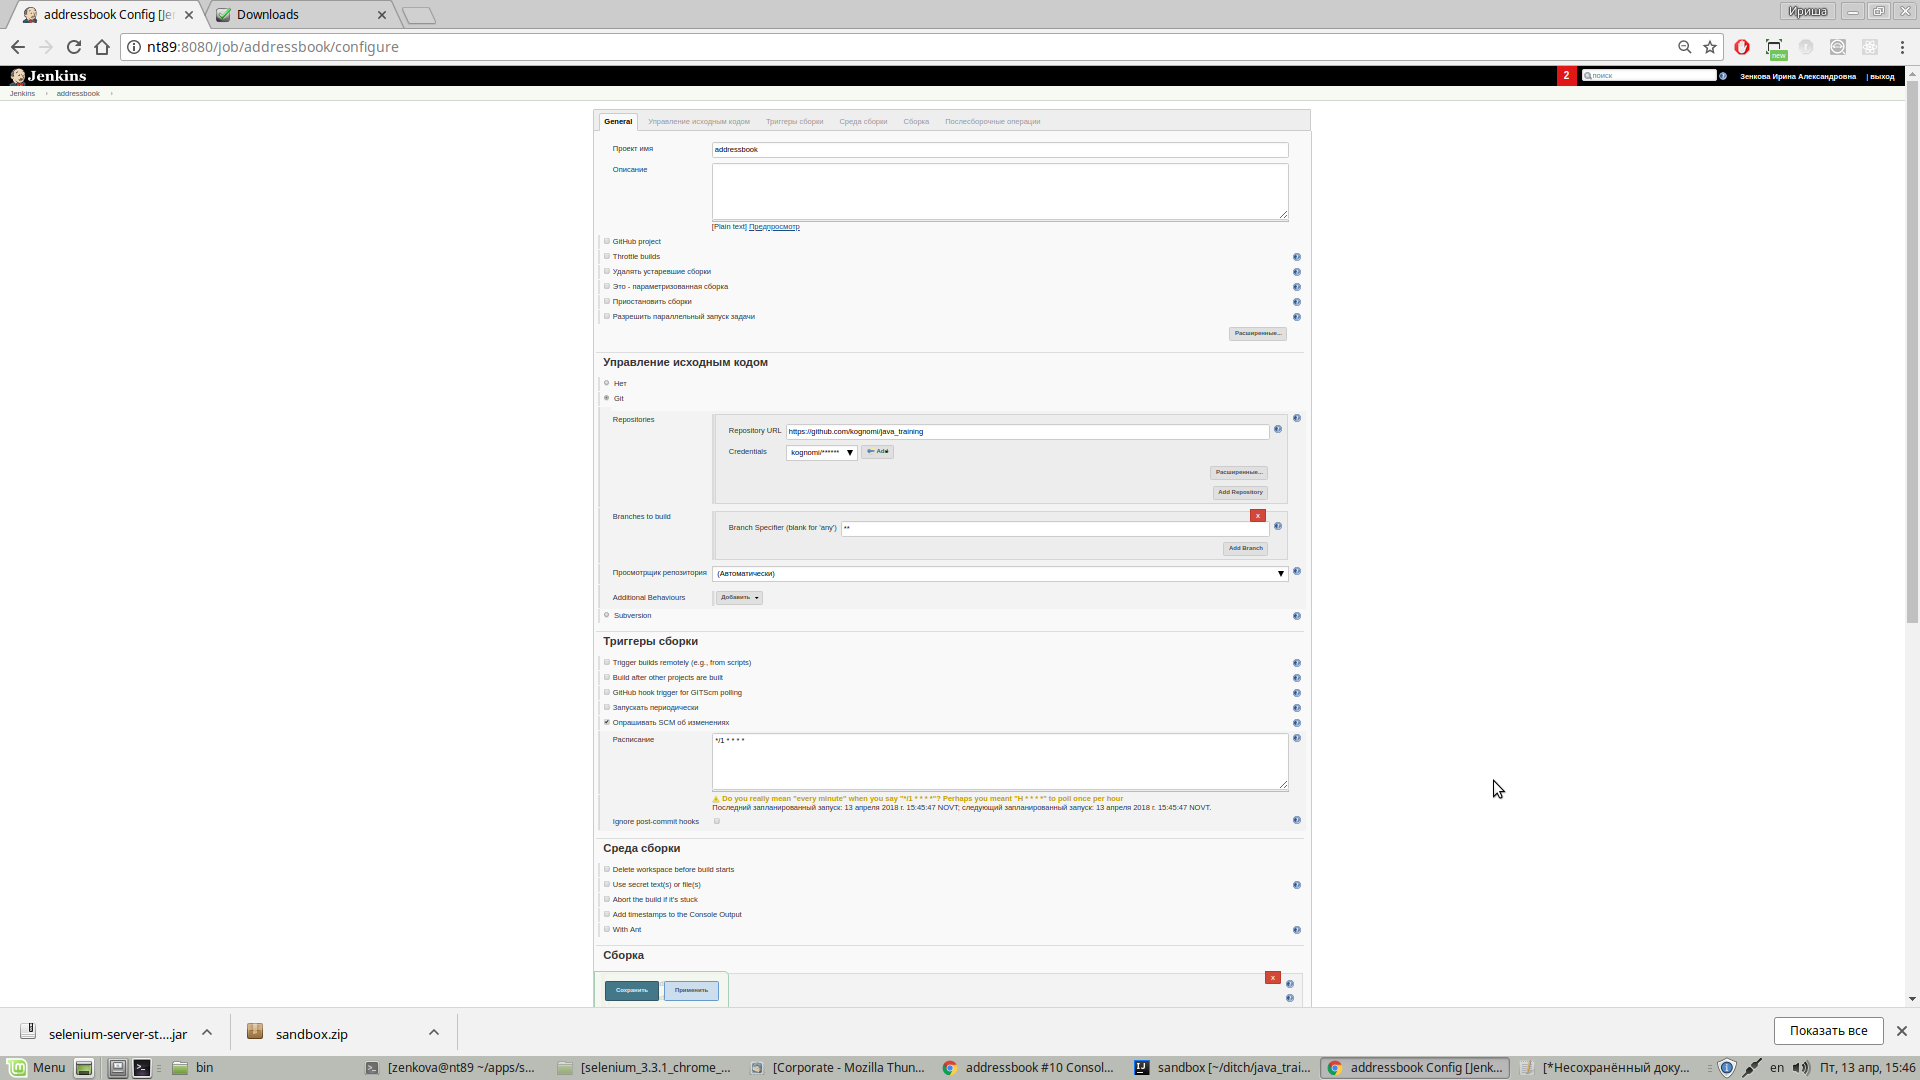 addressbook Config [Je
Downloads
Ириша
nt89:8080/job/addressbook/configure
new
Jenkins
2
поиск
Зенкова Ирина Александровна
| выход
Jenkins
addressbook
General
Управление исходным кодом
Триггеры сборки
Среда сборки
Сборка
Послесборочные операции
Проект имя
addressbook
Описание
[Plain text] Предпросмотр
GitHub project
Throttle builds
Удалять устаревшие сборки
Это - параметризованная сборка
Приостановить сборки
Разрешить параллельный запуск задачи
Расширенные...
Управление исходным кодом
Нет
Git
Repositories
Repository URL
https://github.com/kognomi/java_training
Credentials
kognomi/******
Add
Расширенные...
Add Repository
Branches to build
X
Branch Specifier (blank for 'any')
**
Add Branch
Просмотрщик репозитория
(Автоматически)
Additional Behaviours
Добавить
Subversion
Триггеры сборки
Trigger builds remotely (e.g., from scripts)
Build after other projects are built
GitHub hook trigger for GITScm polling
Запускать периодически
Опрашивать SCM об изменениях
Расписание
*/1 * * * *
Do you really mean "every minute" when you say "*/1 * * * *"? Perhaps you meant "H * * * *" to poll once per hour
Последний запланированный запуск: 13 апреля 2018 г. 15:45:47 NOVT; следующий запланированный запуск: 13 апреля 2018 г. 15:45:47 NOVT.
Ignore post-commit hooks
Среда сборки
Delete workspace before build starts
Use secret text(s) or file(s)
Abort the build if it's stuck
Add timestamps to the Console Output
With Ant
Сборка
X
Сохранить
Применить
selenium-server-st....jar
sandbox.zip
Показать все
Menu
bin
[zenkova@nt89 ~/apps/s...
[selenium_3.3.1_chrome_...
[Corporate - Mozilla Thun...
addressbook #10 Consol...
sandbox [~/ditch/java_trai...
addressbook Config [Jenk...
[*Несохранённый доку...
en
Пт, 13 апр, 15:46